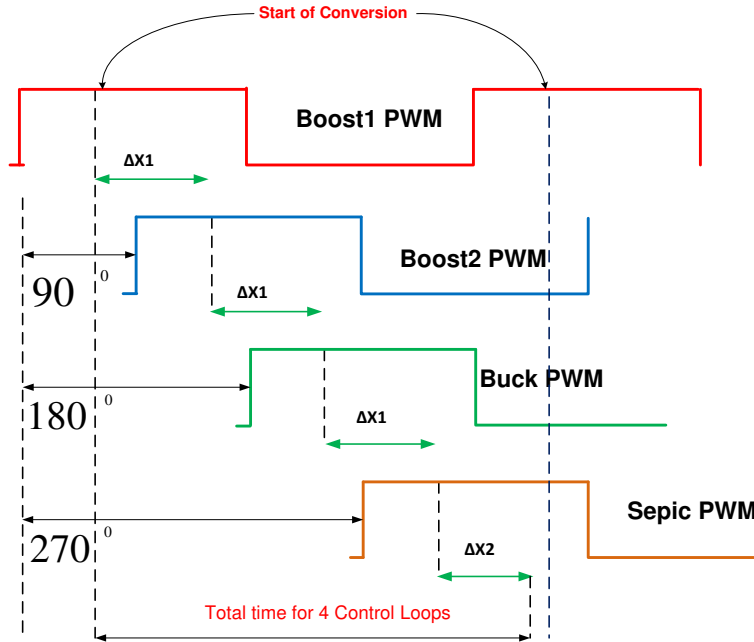 Start of Conversion
Boost1 PWM
ΔX1
Boost2 PWM
90 0
ΔX1
Buck PWM
180 0
ΔX1
Sepic PWM
270 0
ΔX2
Total time for 4 Control Loops